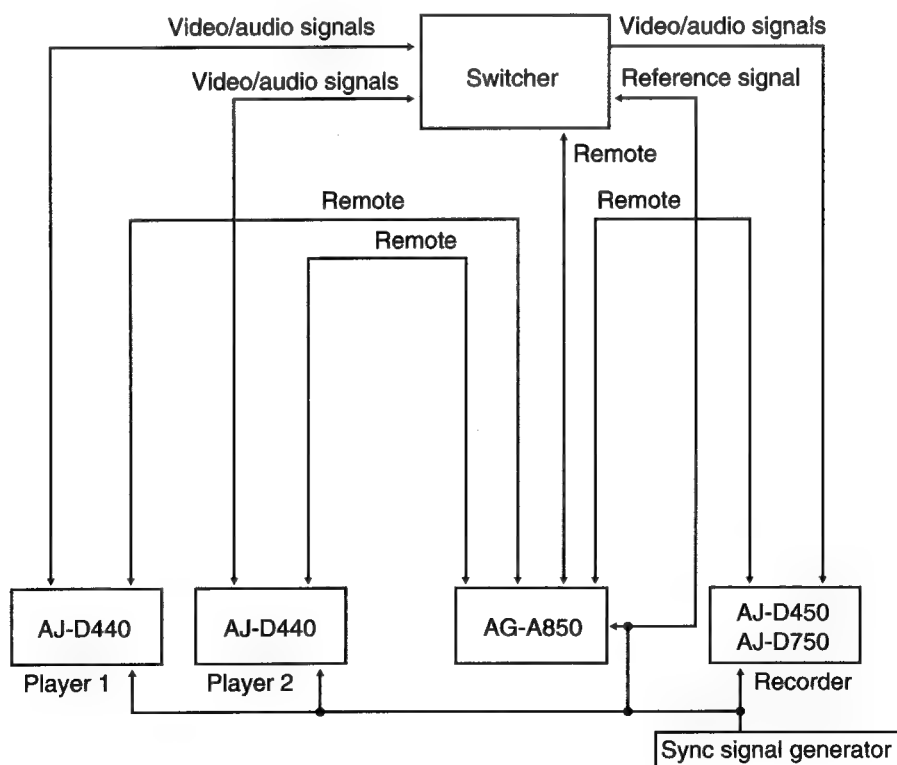 Video/audio signals
Video/audio signals
Switcher
Video/audio signals
Reference signal
Remote
Remote
Remote
Remote
AJ-D440
AJ-D440
AG-A850
AJ-D450
AJ-D750
Player 1
Player 2
Recorder
Sync signal generator